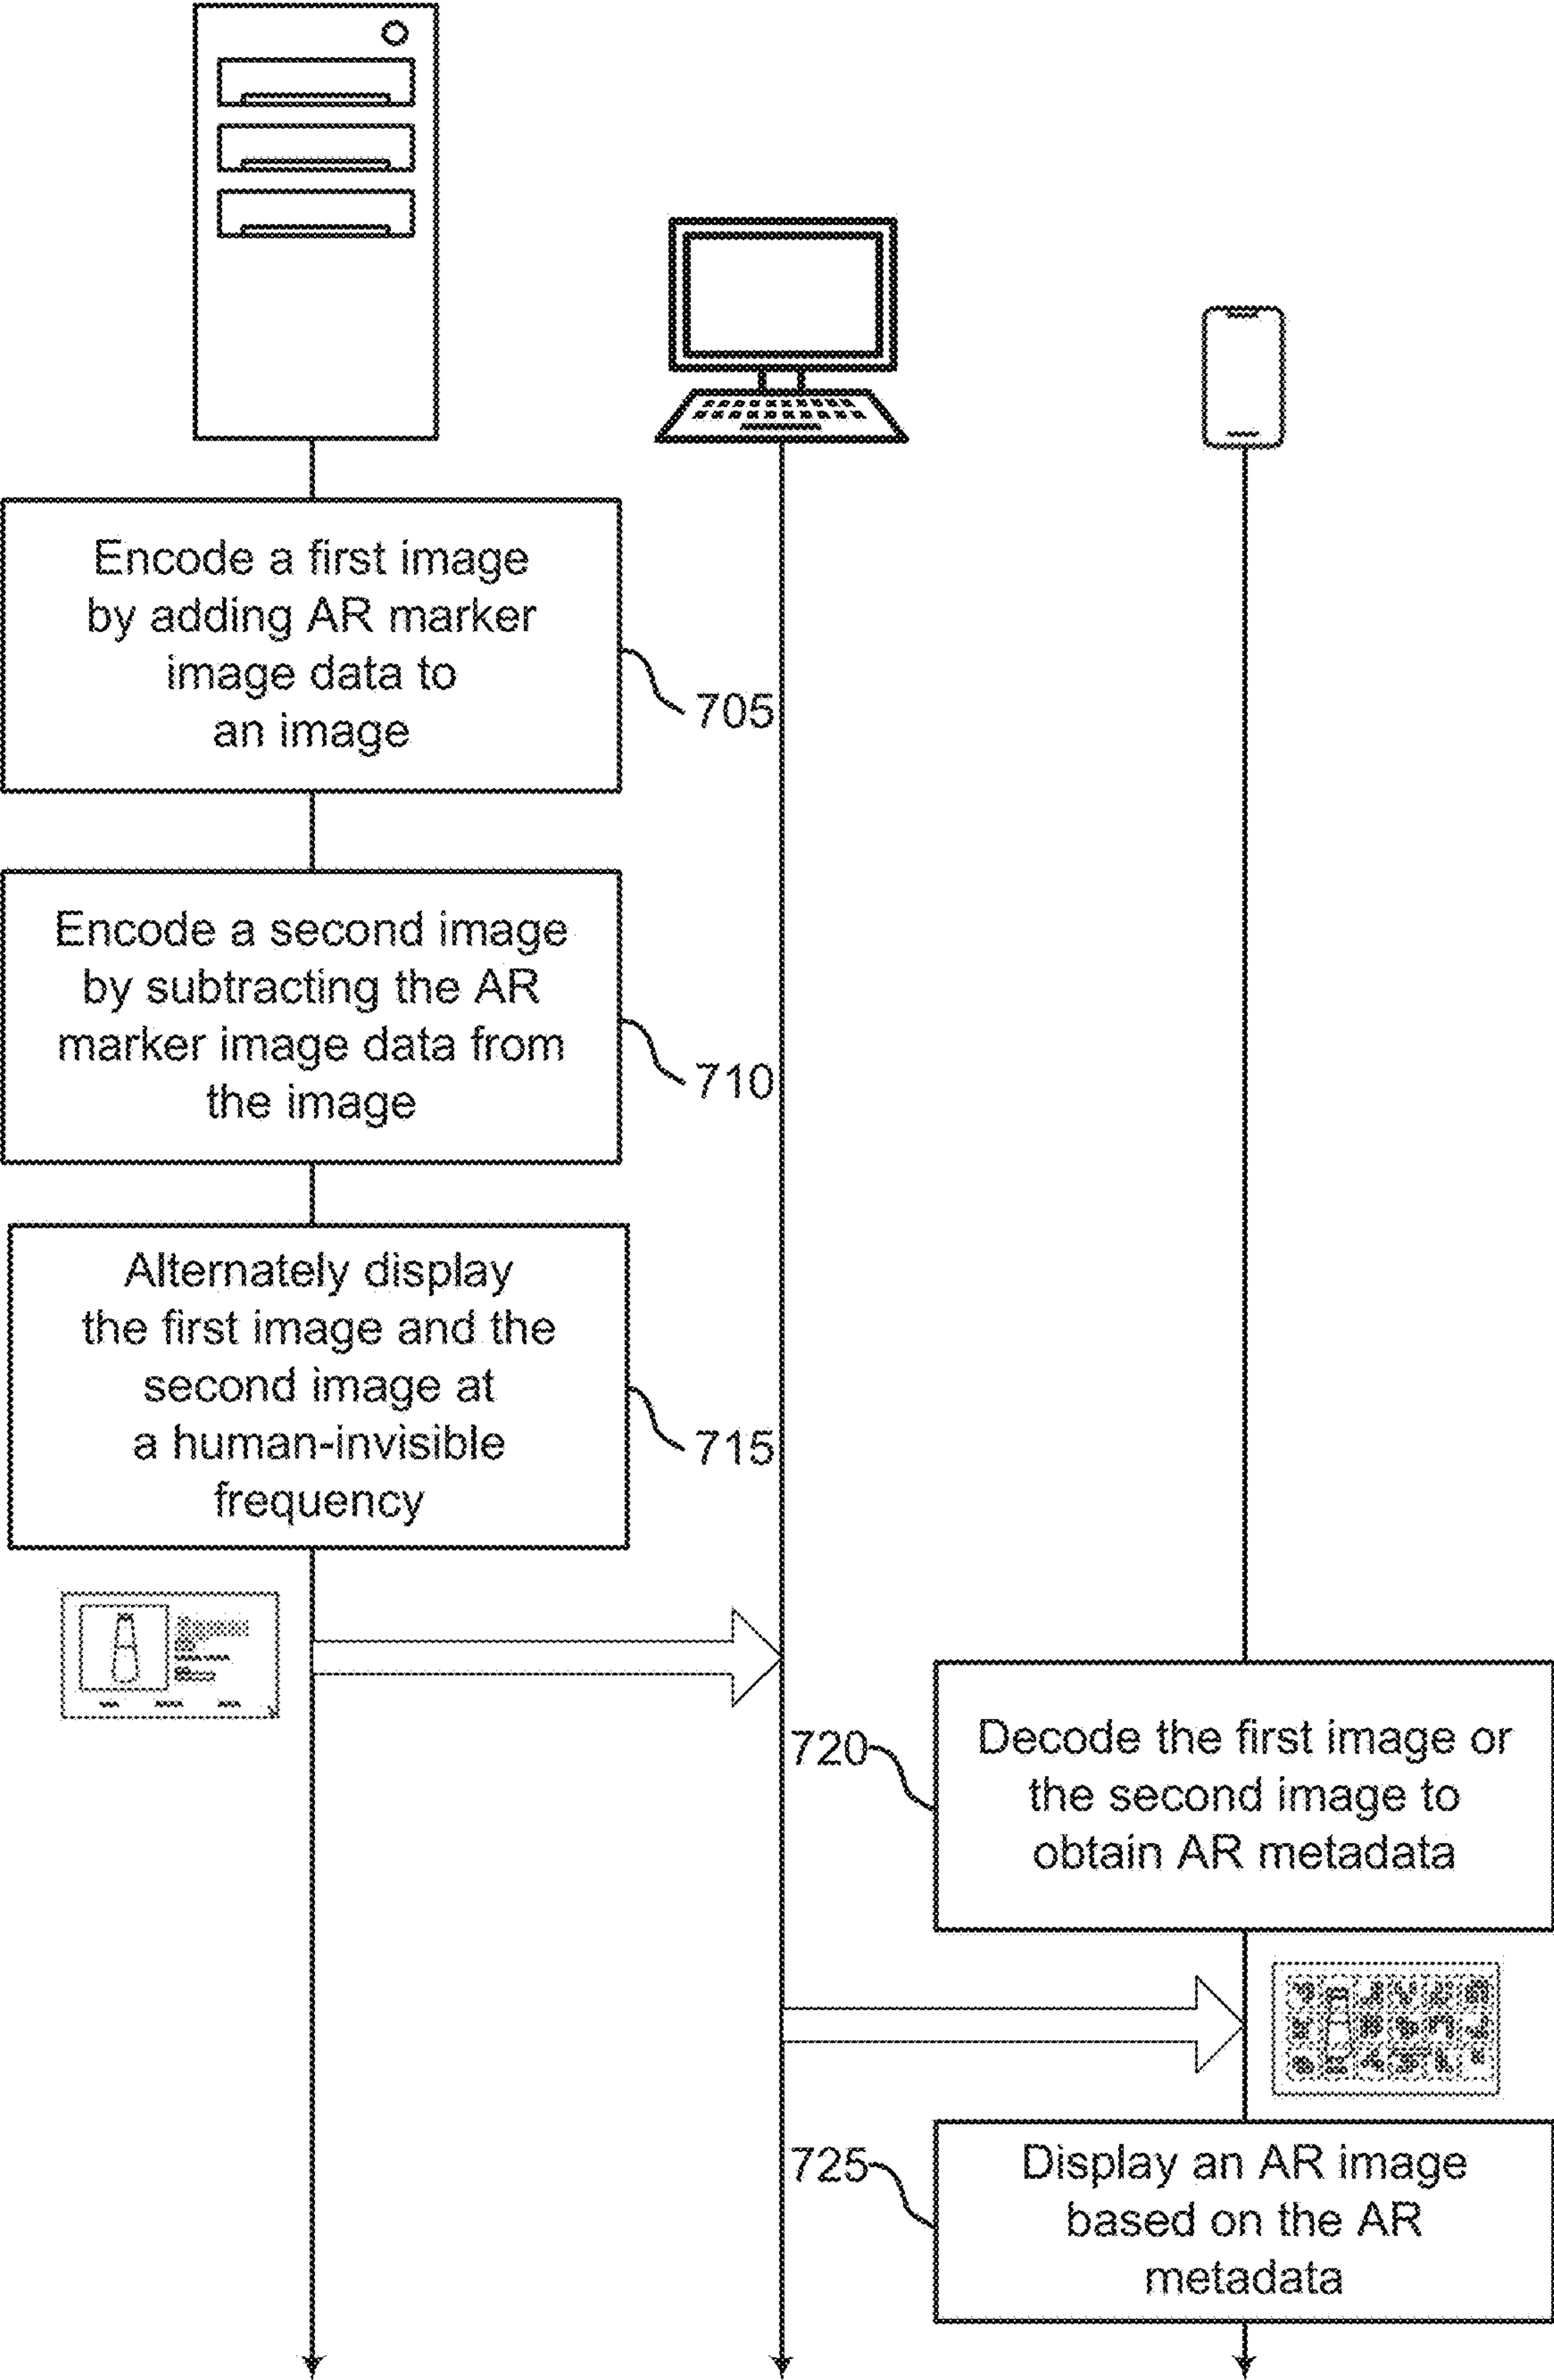 Encode a first image
by adding AR marker
image data to
an image
705
Encode a second image
by subtracting the AR
marker image data from
the image
710
Alternately display
the first image and the
second image at
a human-invisible
frequency
715
720
Decode the first image or
the second image to
obtain AR metadata
725
Display an AR image
based on the AR
metadata